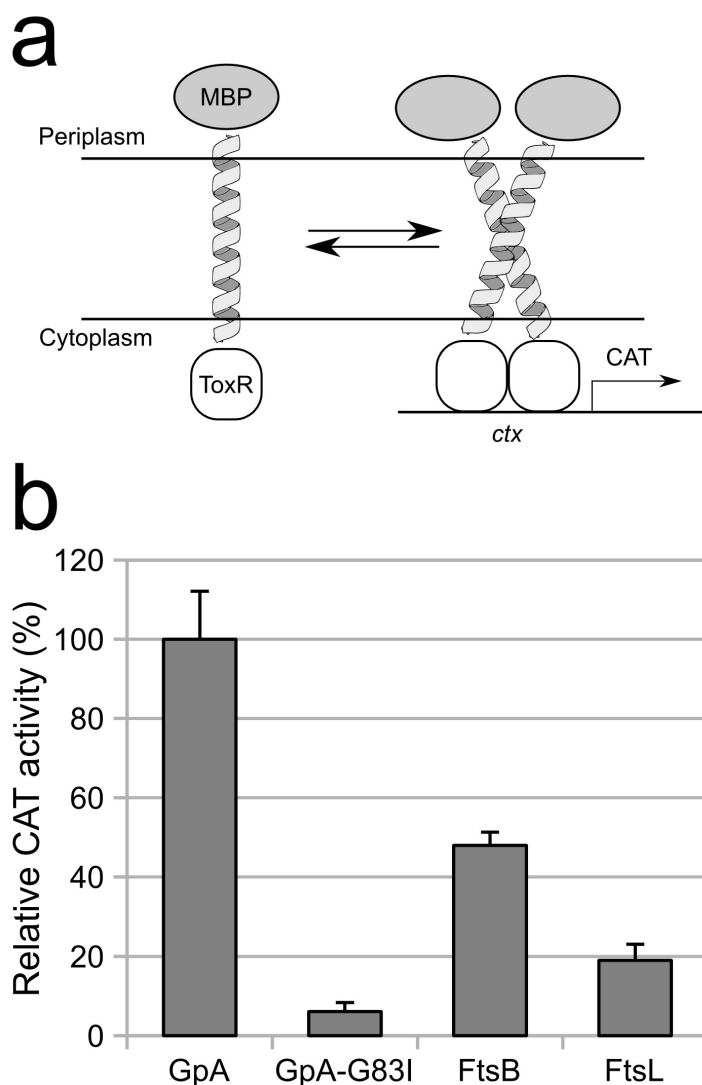 a
MBP
Periplasm
Cytoplasm
ToxR
CAT
ctx
b
Relative CAT activity (%)
120
100
80
60
40
20
0
GpA GpA-G83I FtsB FtsL